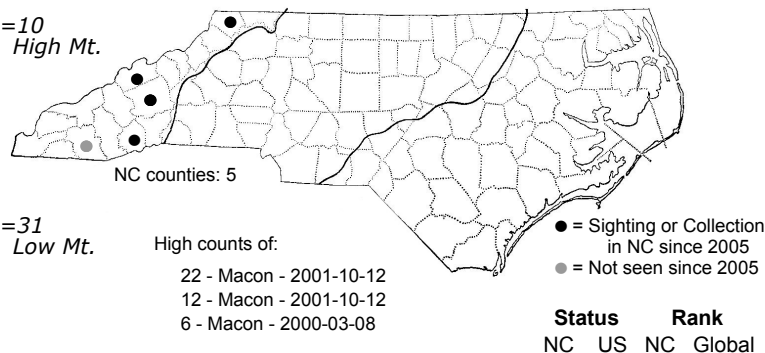 =10
High Mt.
NC counties: 5
=31
Low Mt.
High counts of:
22 - Macon - 2001-10-12
12 - Macon - 2001-10-12
6 - Macon - 2000-03-08
= Sighting or Collection
in NC since 2005
= Not seen since 2005
Status Rank
NC US NC Global